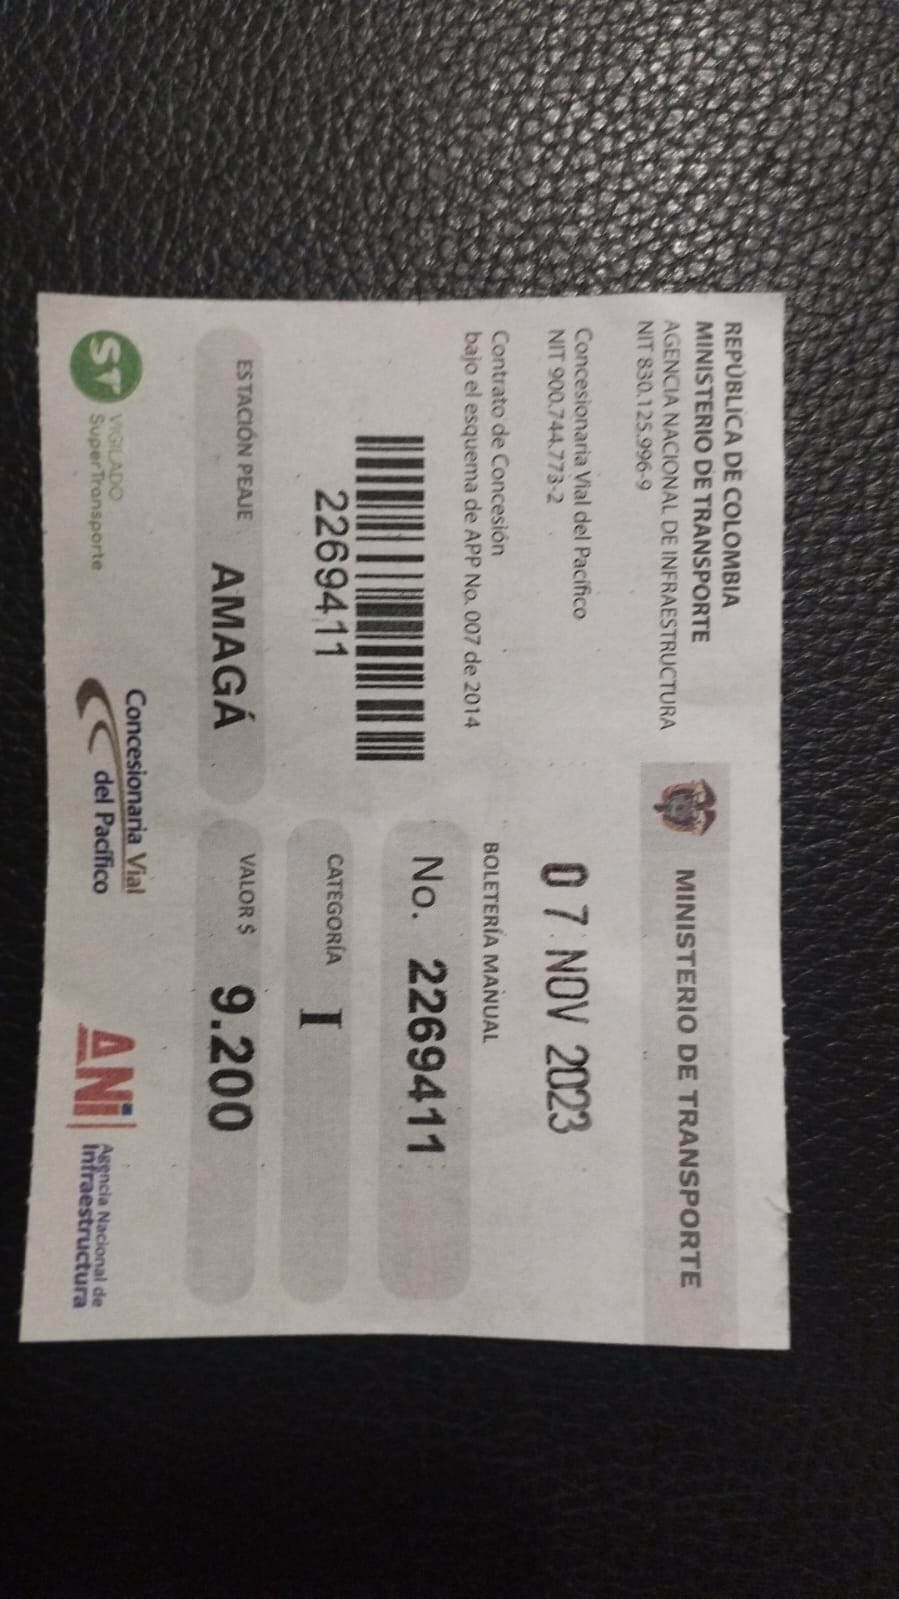 REPÚBLICA DE COLOMBIA
MINISTERIO DE TRANSPORTE
AGENCIA NACIONAL DE INFRAESTRUCTURA
NIT 830.125.996-9
MINISTERIO DE TRANSPORTE
Concesionaria Vial del Pacífico
NIT 900.744.773-2
07 NOV 2023
Contrato de Concesión
bajo el esquema de APP No. 007 de 2014
BOLETERÍA MANUAL
2269411
No. 2269411
CATEGORÍA I
ESTACIÓN PEAJE AMAGÁ
VALOR $ 9.200
ST
VIGILADO
SuperTransporte
Concesionaria Vial
del Pacífico
ANI
Agencia Nacional de
Infraestructura